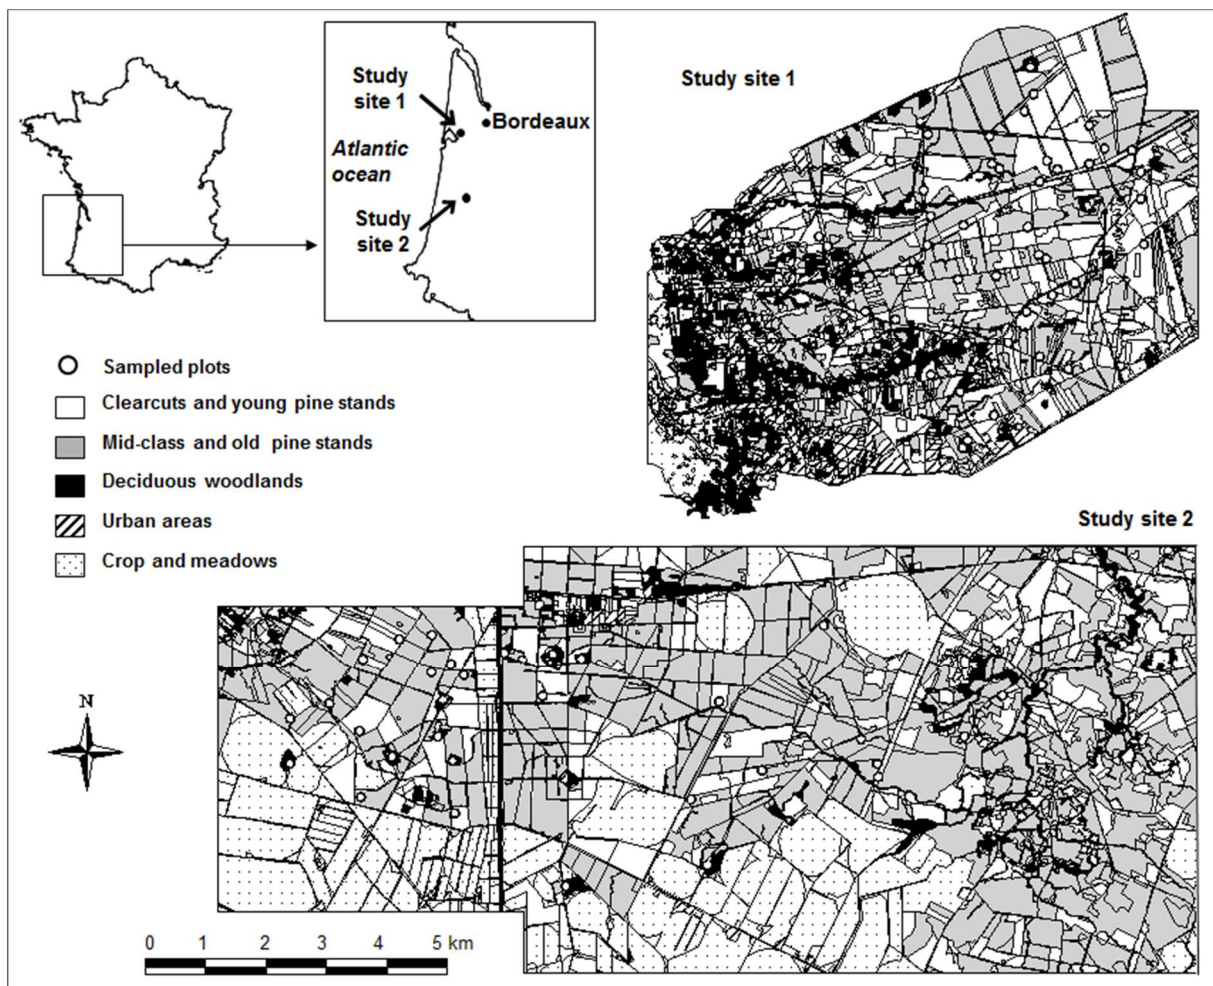 Study
site 1
Bordeaux
Atlantic
ocean
Study
site 2
Study site 1
Sampled plots
Clearcuts and young pine stands
Mid-class and old pine stands
Deciduous woodlands
Urban areas
Crop and meadows
Study site 2
N
0 1 2 3 4 5 km